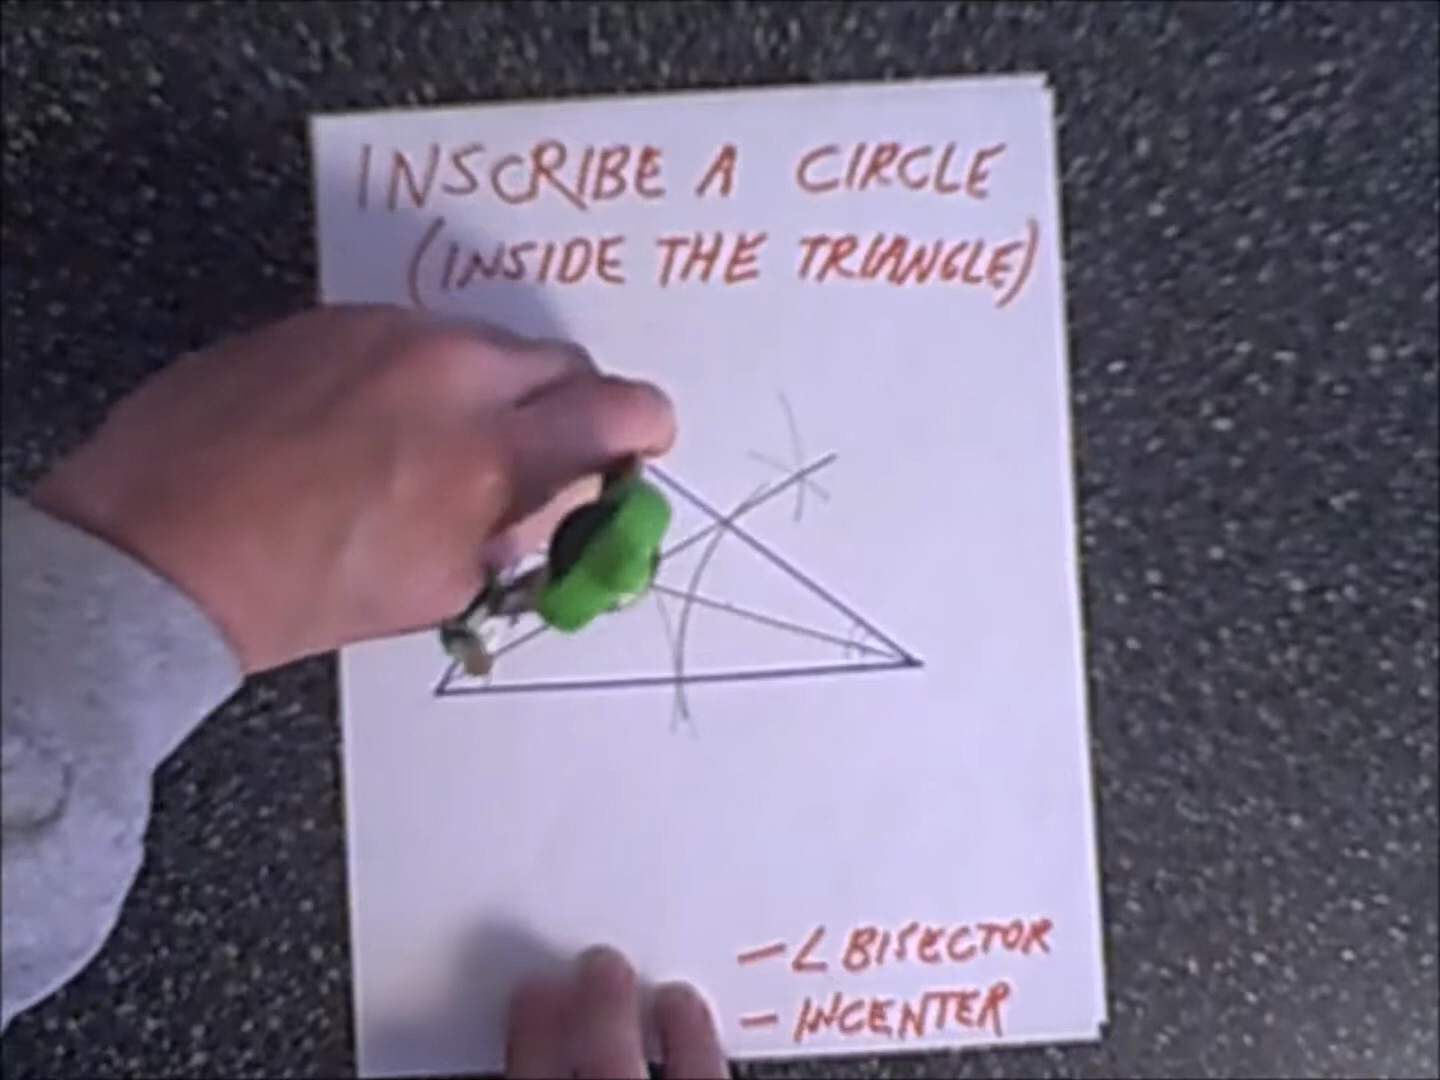 INSCRIBE A CIRCLE
(INSIDE THE TRIANGLE)
– ∠ BISECTOR
– INCENTER